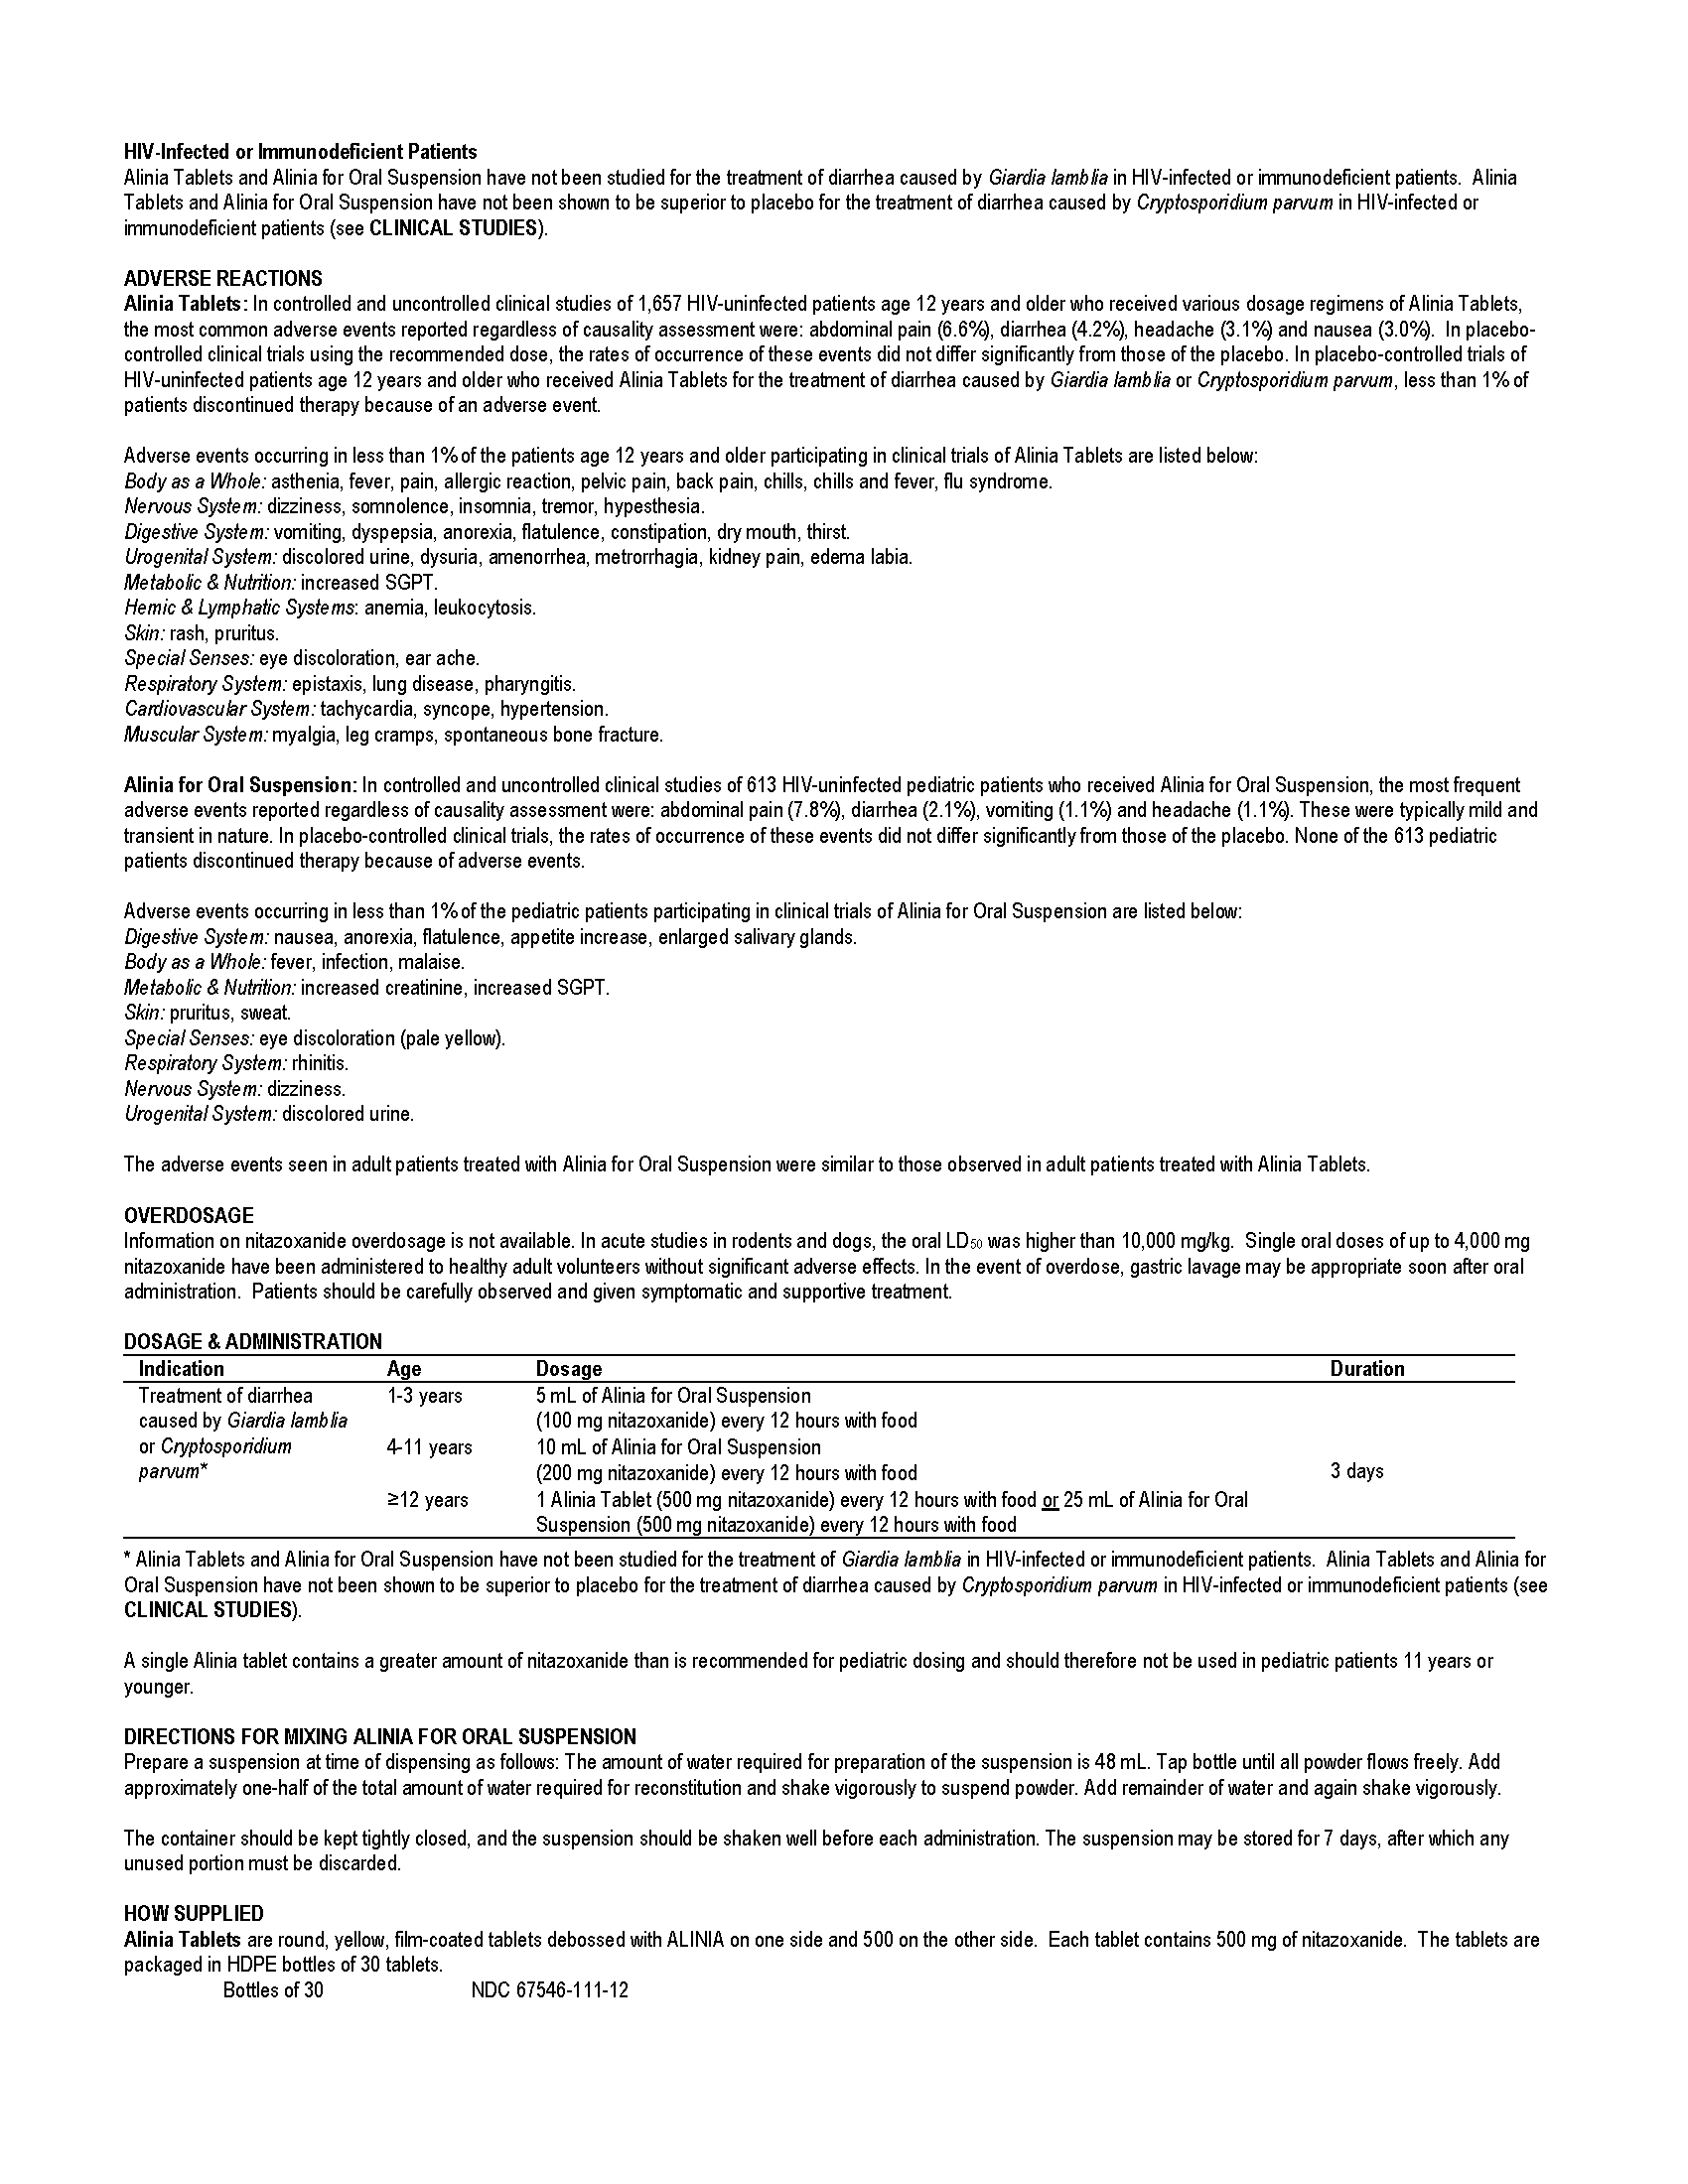 HIV-Infected or Immunodeficient Patients
Alinia Tablets and Alinia for Oral Suspension have not been studied for the treatment of diarrhea caused by Giardia lamblia in HIV-infected or immunodeficient patients.  Alinia
Tablets and Alinia for Oral Suspension have not been shown to be superior to placebo for the treatment of diarrhea caused by Cryptosporidium parvum in HIV-infected or
immunodeficient patients (see CLINICAL STUDIES).
ADVERSE REACTIONS
Alinia Tablets: In controlled and uncontrolled clinical studies of 1,657 HIV-uninfected patients age 12 years and older who received various dosage regimens of Alinia Tablets,
the most common adverse events reported regardless of causality assessment were: abdominal pain (6.6%), diarrhea (4.2%), headache (3.1%) and nausea (3.0%).  In placebo-
controlled clinical trials using the recommended dose, the rates of occurrence of these events did not differ significantly from those of the placebo. In placebo-controlled trials of
HIV-uninfected patients age 12 years and older who received Alinia Tablets for the treatment of diarrhea caused by Giardia lamblia or Cryptosporidium parvum, less than 1% of
patients discontinued therapy because of an adverse event.
Adverse events occurring in less than 1% of the patients age 12 years and older participating in clinical trials of Alinia Tablets are listed below:
Body as a Whole: asthenia, fever, pain, allergic reaction, pelvic pain, back pain, chills, chills and fever, flu syndrome.
Nervous System: dizziness, somnolence, insomnia, tremor, hypesthesia.
Digestive System: vomiting, dyspepsia, anorexia, flatulence, constipation, dry mouth, thirst.
Urogenital System: discolored urine, dysuria, amenorrhea, metrorrhagia, kidney pain, edema labia.
Metabolic & Nutrition: increased SGPT.
Hemic & Lymphatic Systems: anemia, leukocytosis.
Skin: rash, pruritus.
Special Senses: eye discoloration, ear ache.
Respiratory System: epistaxis, lung disease, pharyngitis.
Cardiovascular System: tachycardia, syncope, hypertension.
Muscular System: myalgia, leg cramps, spontaneous bone fracture.
Alinia for Oral Suspension: In controlled and uncontrolled clinical studies of 613 HIV-uninfected pediatric patients who received Alinia for Oral Suspension, the most frequent
adverse events reported regardless of causality assessment were: abdominal pain (7.8%), diarrhea (2.1%), vomiting (1.1%) and headache (1.1%). These were typically mild and
transient in nature. In placebo-controlled clinical trials, the rates of occurrence of these events did not differ significantly from those of the placebo. None of the 613 pediatric
patients discontinued therapy because of adverse events.
Adverse events occurring in less than 1% of the pediatric patients participating in clinical trials of Alinia for Oral Suspension are listed below:
Digestive System: nausea, anorexia, flatulence, appetite increase, enlarged salivary glands.
Body as a Whole: fever, infection, malaise.
Metabolic & Nutrition: increased creatinine, increased SGPT.
Skin: pruritus, sweat.
Special Senses: eye discoloration (pale yellow).
Respiratory System: rhinitis.
Nervous System: dizziness.
Urogenital System: discolored urine.
The adverse events seen in adult patients treated with Alinia for Oral Suspension were similar to those observed in adult patients treated with Alinia Tablets.
OVERDOSAGE
Information on nitazoxanide overdosage is not available. In acute studies in rodents and dogs, the oral LD50 was higher than 10,000 mg/kg.  Single oral doses of up to 4,000 mg
nitazoxanide have been administered to healthy adult volunteers without significant adverse effects. In the event of overdose, gastric lavage may be appropriate soon after oral
administration.  Patients should be carefully observed and given symptomatic and supportive treatment.
DOSAGE & ADMINISTRATION
Indication Age Dosage Duration
Treatment of diarrhea 1-3 years 5 mL of Alinia for Oral Suspension
caused by Giardia lamblia (100 mg nitazoxanide) every 12 hours with food
or Cryptosporidium 4-11 years 10 mL of Alinia for Oral Suspension
parvum* (200 mg nitazoxanide) every 12 hours with food 3 days
≥12 years 1 Alinia Tablet (500 mg nitazoxanide) every 12 hours with food or 25 mL of Alinia for Oral
Suspension (500 mg nitazoxanide) every 12 hours with food
* Alinia Tablets and Alinia for Oral Suspension have not been studied for the treatment of Giardia lamblia in HIV-infected or immunodeficient patients.  Alinia Tablets and Alinia for
Oral Suspension have not been shown to be superior to placebo for the treatment of diarrhea caused by Cryptosporidium parvum in HIV-infected or immunodeficient patients (see
CLINICAL STUDIES).
A single Alinia tablet contains a greater amount of nitazoxanide than is recommended for pediatric dosing and should therefore not be used in pediatric patients 11 years or
younger.
DIRECTIONS FOR MIXING ALINIA FOR ORAL SUSPENSION
Prepare a suspension at time of dispensing as follows: The amount of water required for preparation of the suspension is 48 mL. Tap bottle until all powder flows freely. Add
approximately one-half of the total amount of water required for reconstitution and shake vigorously to suspend powder. Add remainder of water and again shake vigorously.
The container should be kept tightly closed, and the suspension should be shaken well before each administration. The suspension may be stored for 7 days, after which any
unused portion must be discarded.
HOW SUPPLIED
Alinia Tablets are round, yellow, film-coated tablets debossed with ALINIA on one side and 500 on the other side.  Each tablet contains 500 mg of nitazoxanide.  The tablets are
packaged in HDPE bottles of 30 tablets.
Bottles of 30 NDC 67546-111-12